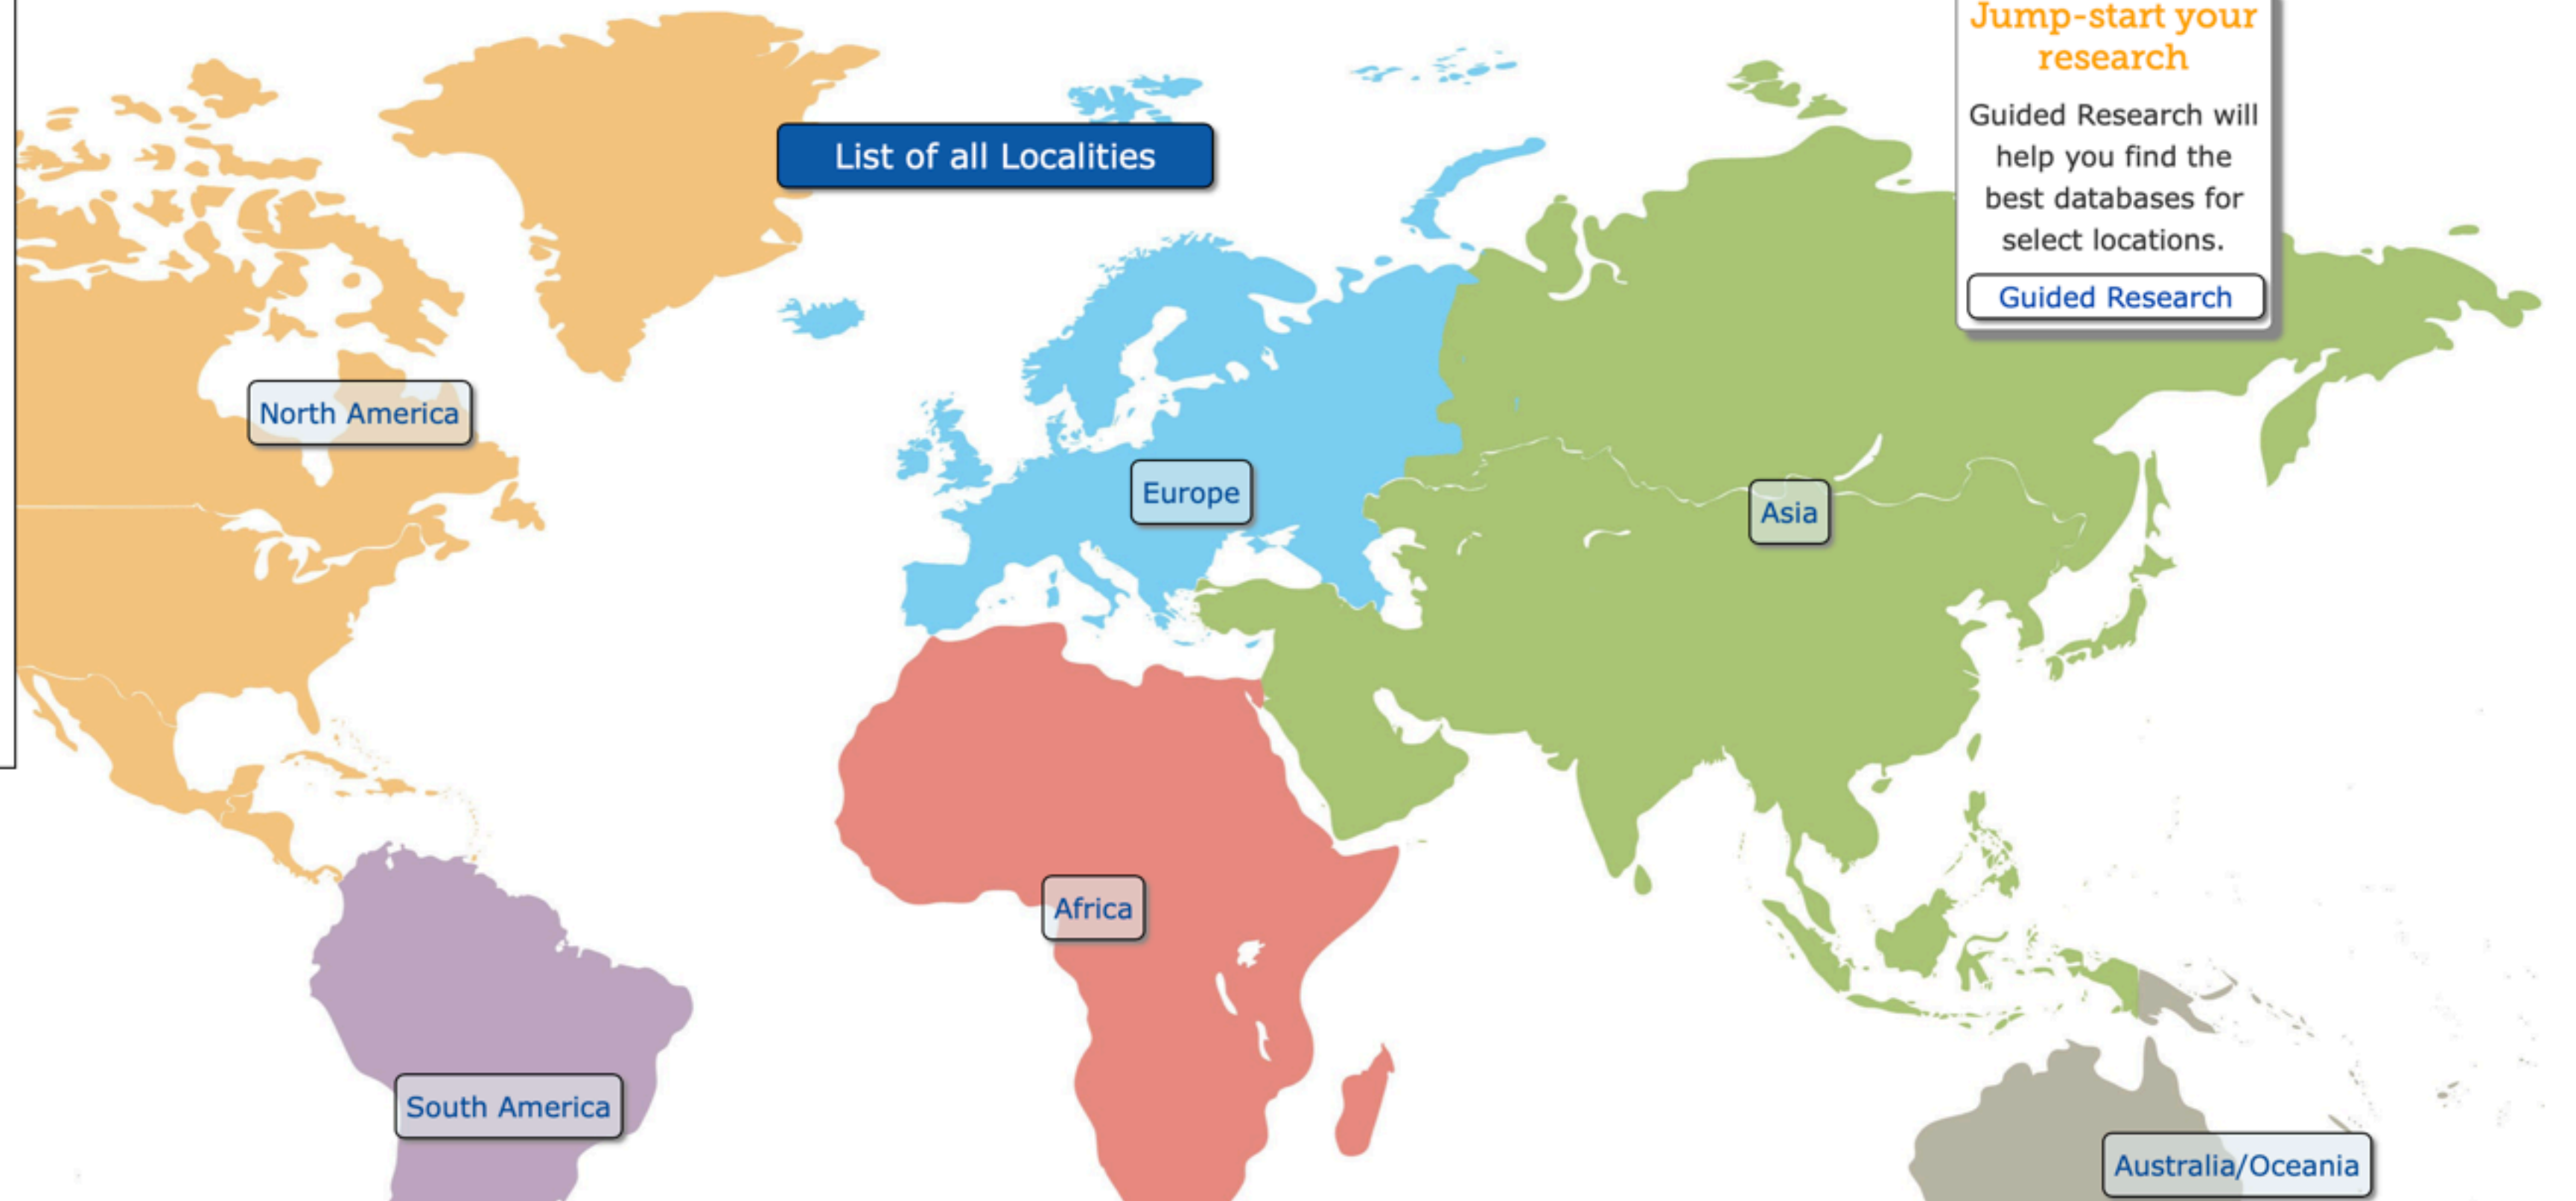 Jump-start your
research
Guided Research will
help you find the
best databases for
select locations.
Guided Research
List of all Localities
North America
Europe
Asia
Africa
South America
Australia/Oceania